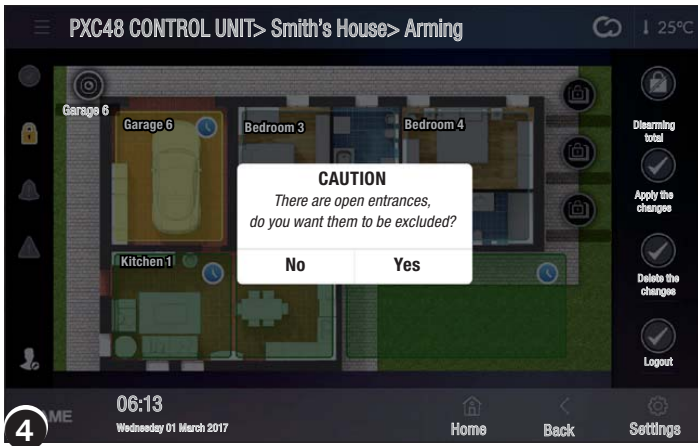 PXC48 CONTROL UNIT> Smith's House> Arming
25°C
Garage 6
Garage 6
Bedroom 3
Bedroom 4
Disarming
total
CAUTION
There are open entrances,
do you want them to be excluded?
No
Yes
Apply the
changes
Kitchen 1
Delete the
changes
Logout
06:13
Wednesday 01 March 2017
Home
Back
Settings
4